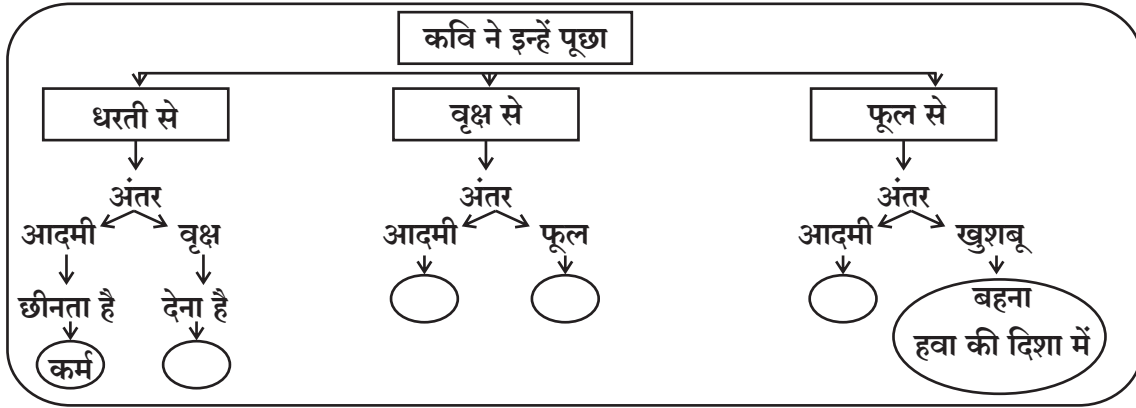 कवि ने इन्हें पूछा
धरती से वृक्ष से फूल से
अंतर अंतर अंतर
आदमी वृक्ष आदमी फूल आदमी खुशबू
छीनता है देना है बहना
कर्म हवा की दिशा में